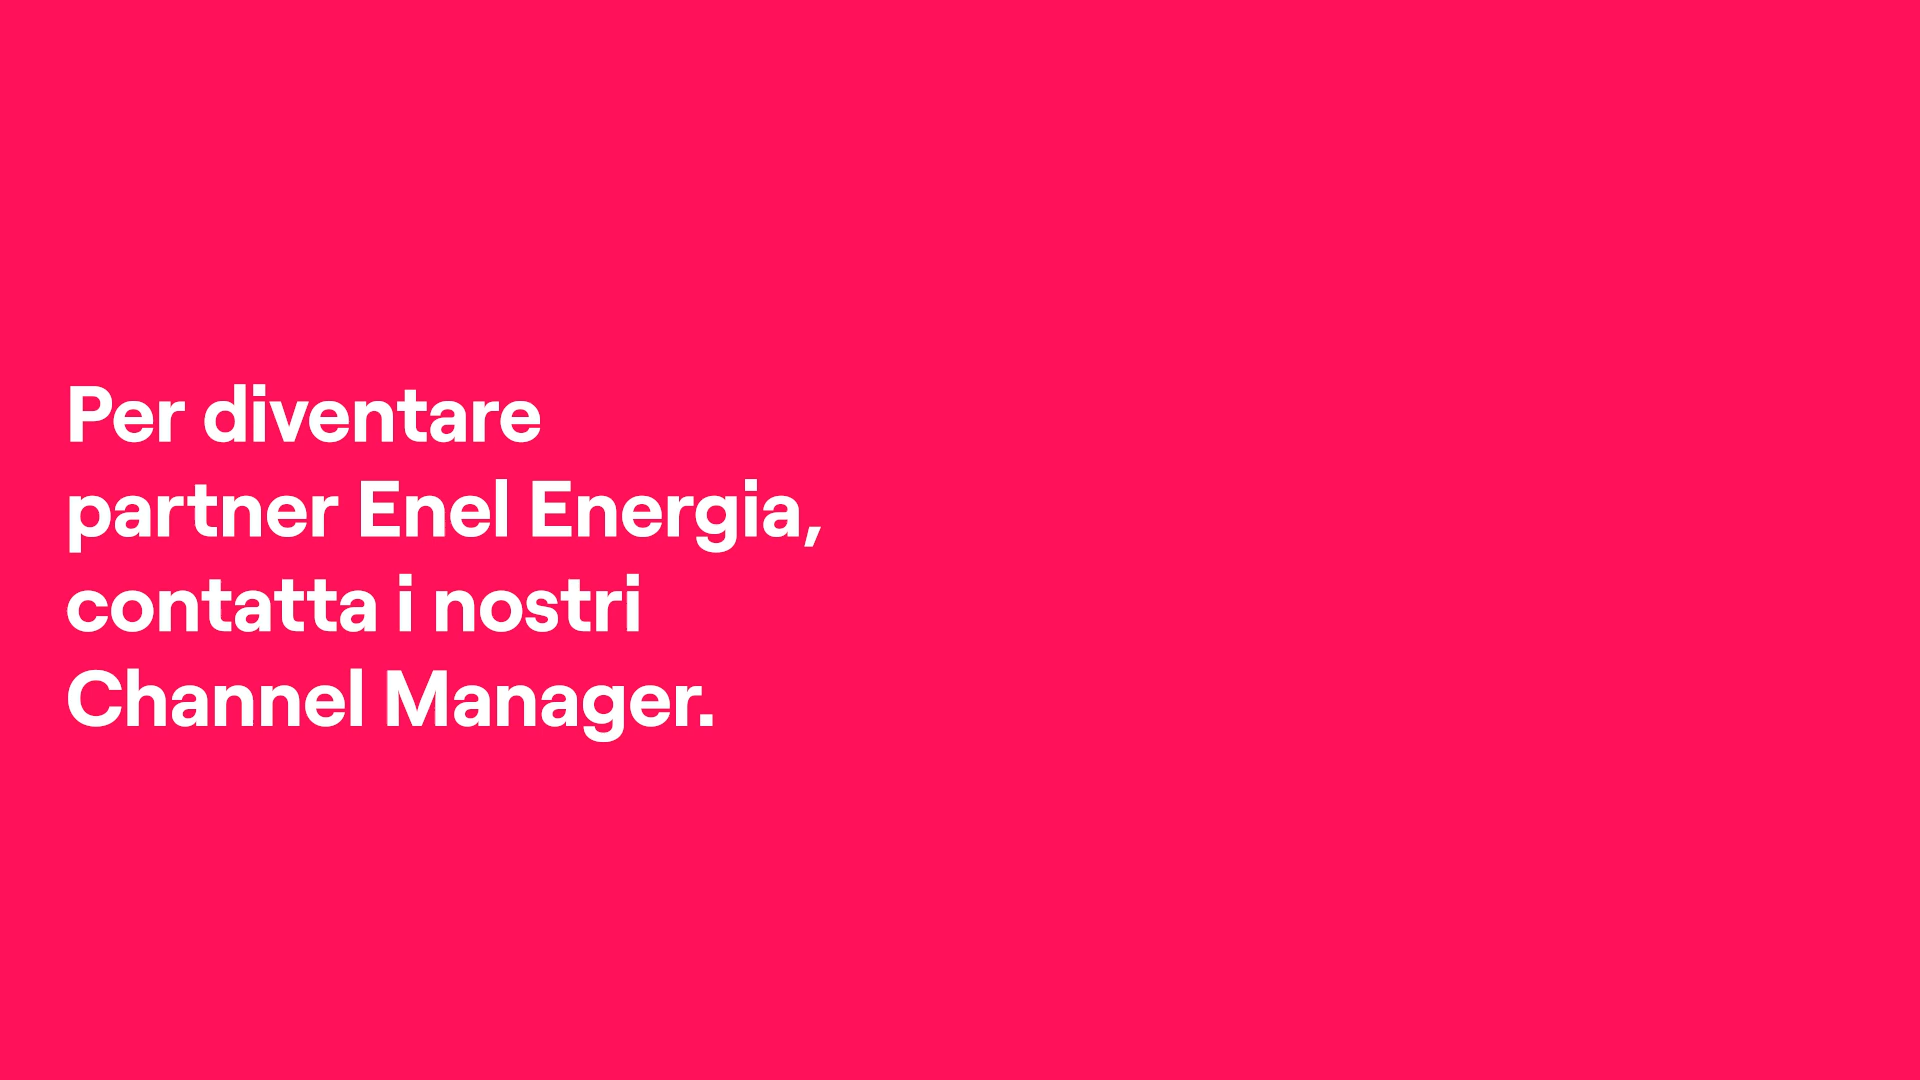 Per diventare
partner Enel Energia,
contatta i nostri
Channel Manager.